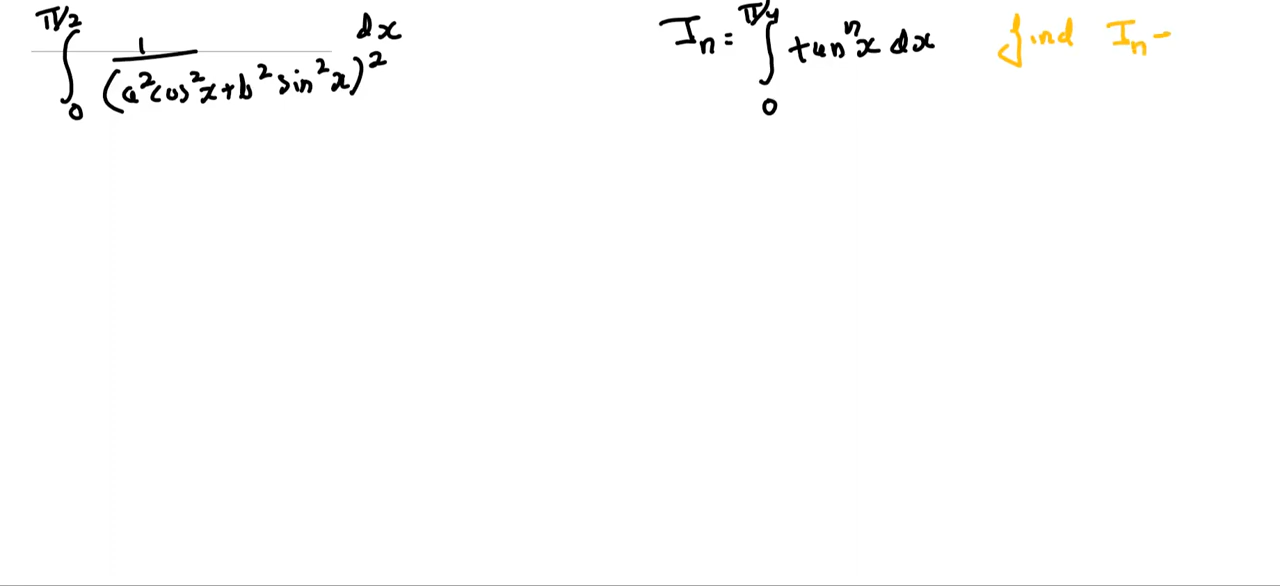 ∫₀^{π/2} 1/(a²cos²x+b²sin²x)² dx
Iₙ = ∫₀^{π/4} tanⁿx dx find Iₙ -